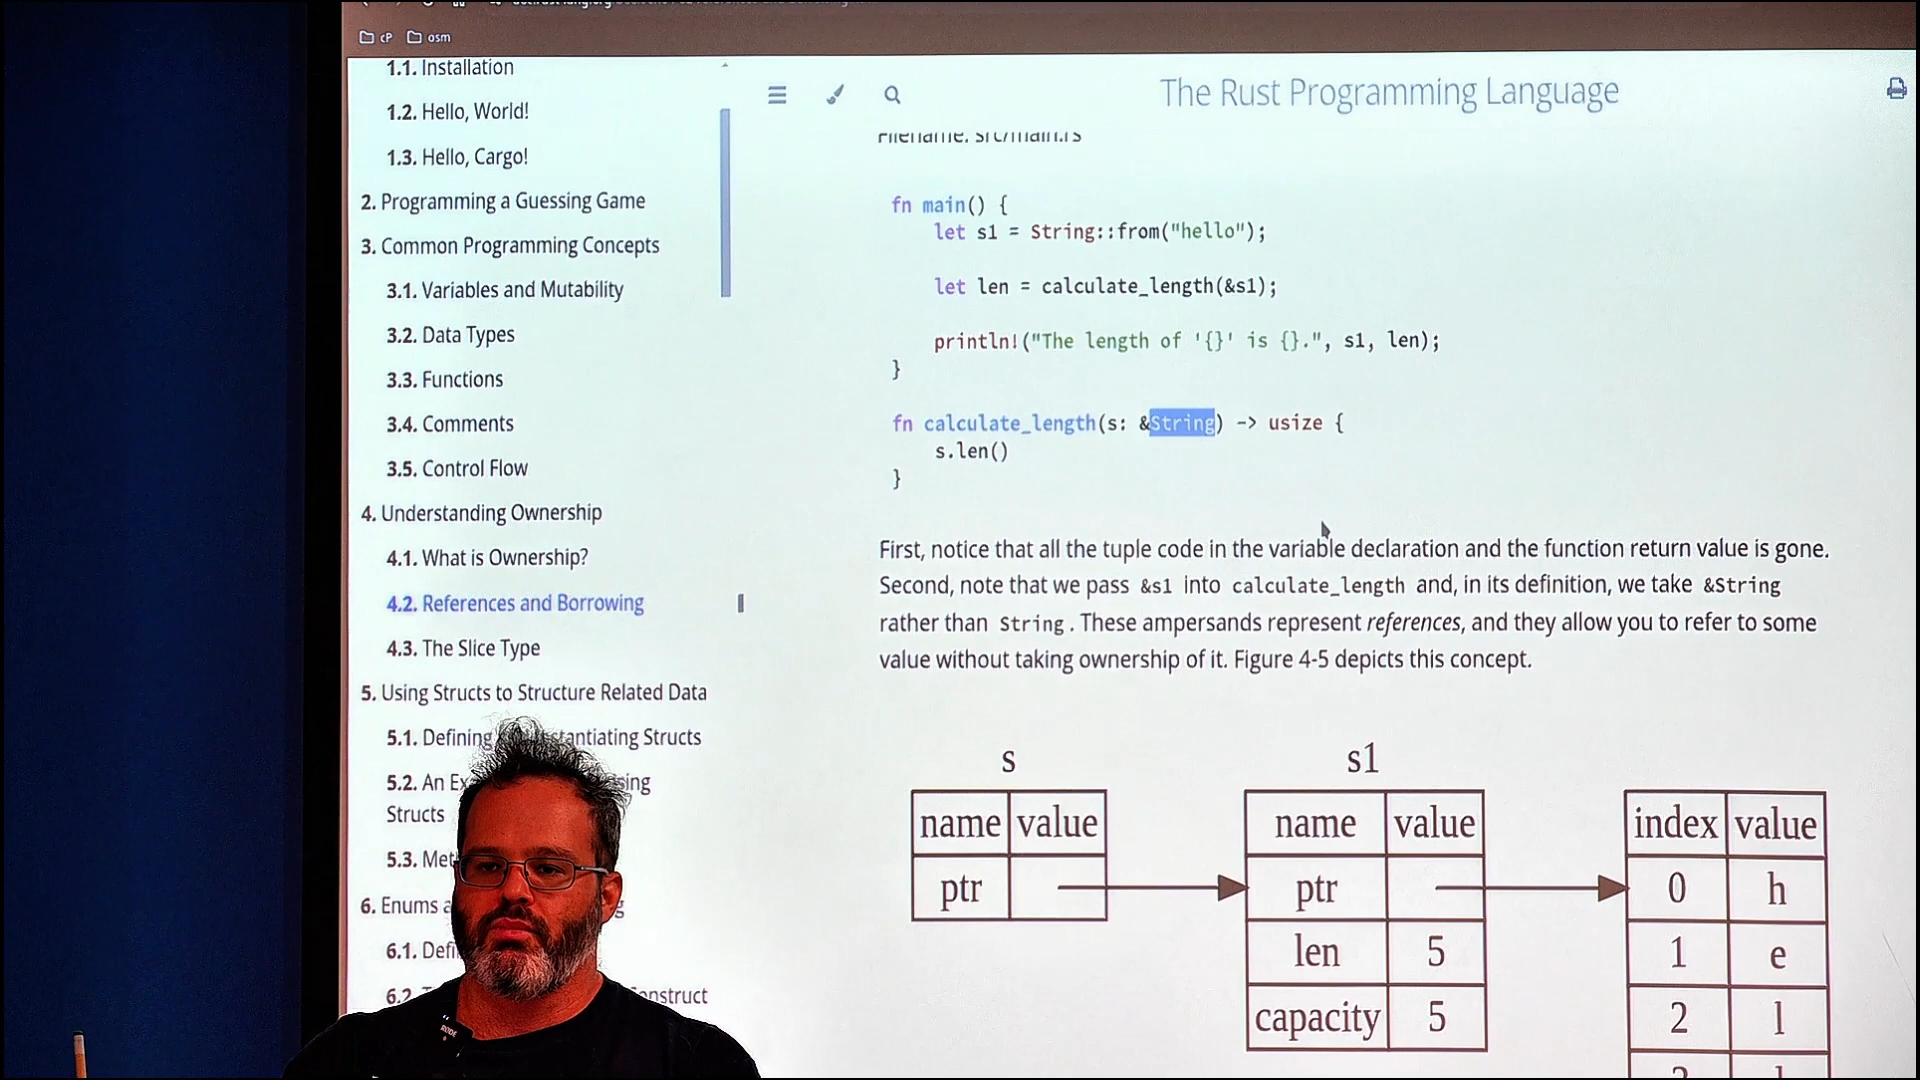 cP osm
1.1. Installation
1.2. Hello, World!
1.3. Hello, Cargo!
2. Programming a Guessing Game
3. Common Programming Concepts
3.1. Variables and Mutability
3.2. Data Types
3.3. Functions
3.4. Comments
3.5. Control Flow
4. Understanding Ownership
4.1. What is Ownership?
4.2. References and Borrowing
4.3. The Slice Type
5. Using Structs to Structure Related Data
5.1. Defining
5.2. An
Structs
5.3.
6. Enums
6.1.
6.2.
The Rust Programming Language
Filename: src/main.rs
fn main() {
let s1 = String::from("hello");
let len = calculate_length(&s1);
println!("The length of '{}' is {}.", s1, len);
}
fn calculate_length(s: &String) -> usize {
s.len()
}
First, notice that all the tuple code in the variable declaration and the function return value is gone.
Second, note that we pass &s1 into calculate_length and, in its definition, we take &String
rather than String. These ampersands represent references, and they allow you to refer to some
value without taking ownership of it. Figure 4-5 depicts this concept.
s
name value
ptr
s1
name value
ptr
len 5
capacity 5
index value
0 h
1 e
2 l
RODE